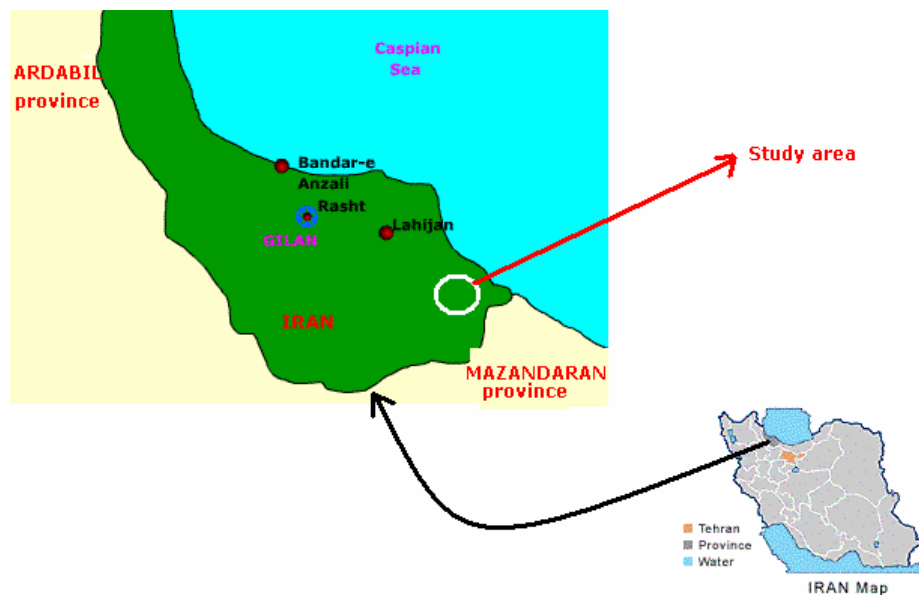 Caspian
Sea
ARDABIL
province
Bandar-e
Anzali
Rasht
Lahijan
GILAN
Study area
IRAN
MAZANDARAN
province
Tehran
Province
Water
IRAN Map